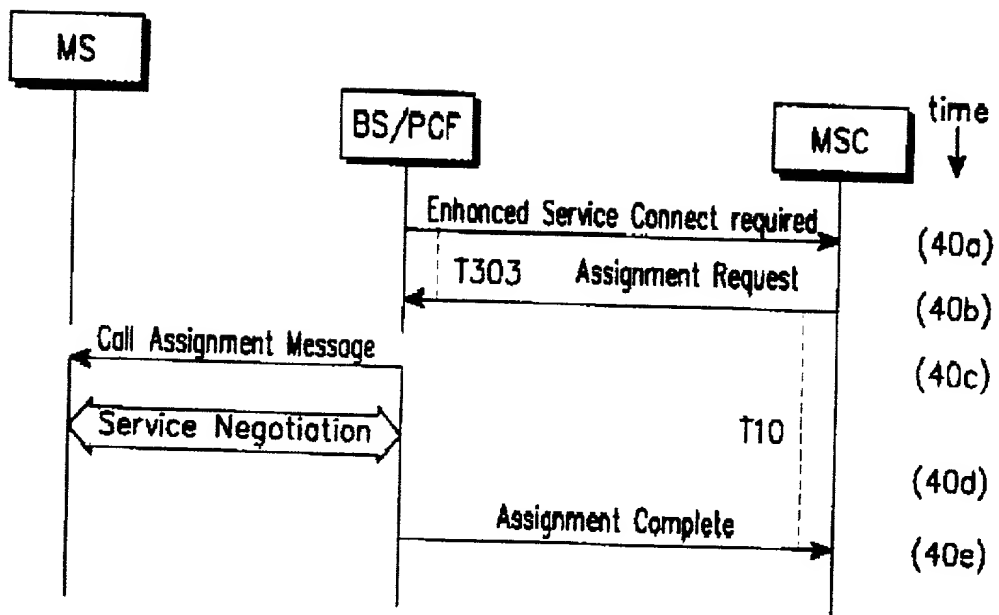 MS
BS/PCF
MSC
time
Enhonced Service Connect required
(40a)
T303
Assignment Request
(40b)
Call Assignment Message
(40c)
Service Negotiation
T10
(40d)
Assignment Complete
(40e)